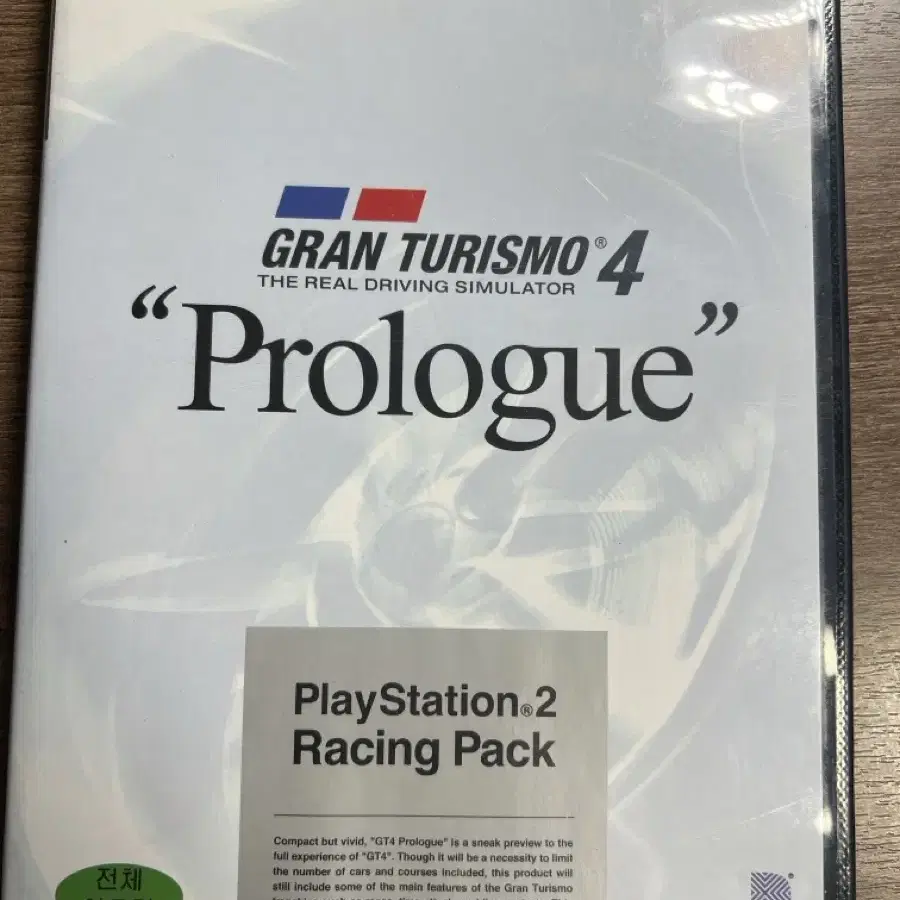 GRAN TURISMO® 4
THE REAL DRIVING SIMULATOR
“Prologue”
PlayStation®2
Racing Pack
Compact but vivid, "GT4 Prologue" is a sneak preview to the
full experience of "GT4". Though it will be a necessity to limit
the number of cars and courses included, this product will
still include some of the main features of the Gran Turismo
전체
®